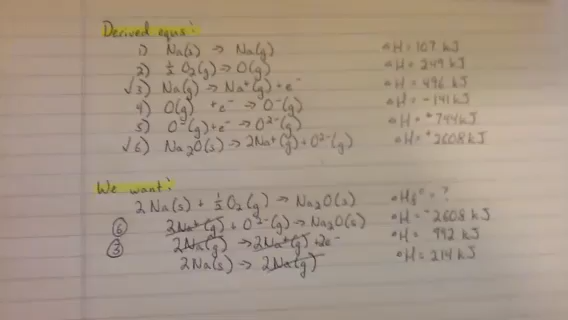 Derived eqns:
1) Na(s) → Na(g) ΔH = 107 kJ
2) ½ O₂(g) → O(g) ΔH = 249 kJ
√3) Na(g) → Na⁺(g) + e⁻ ΔH = 496 kJ
4) O(g) + e⁻ → O⁻(g) ΔH = -141 kJ
5) O⁻(g) + e⁻ → O²⁻(g) ΔH = +744 kJ
√6) Na₂O(s) → 2Na⁺(g) + O²⁻(g) ΔH = +2608 kJ
We want:
2Na(s) + ½ O₂(g) → Na₂O(s) ΔHf° = ?
⑥ 2Na⁺(g) + O²⁻(g) → Na₂O(s) ΔH = -2608 kJ
③ 2Na(g) → 2Na⁺(g) + 2e⁻ ΔH = 992 kJ
2Na(s) → 2Na(g) ΔH = 214 kJ